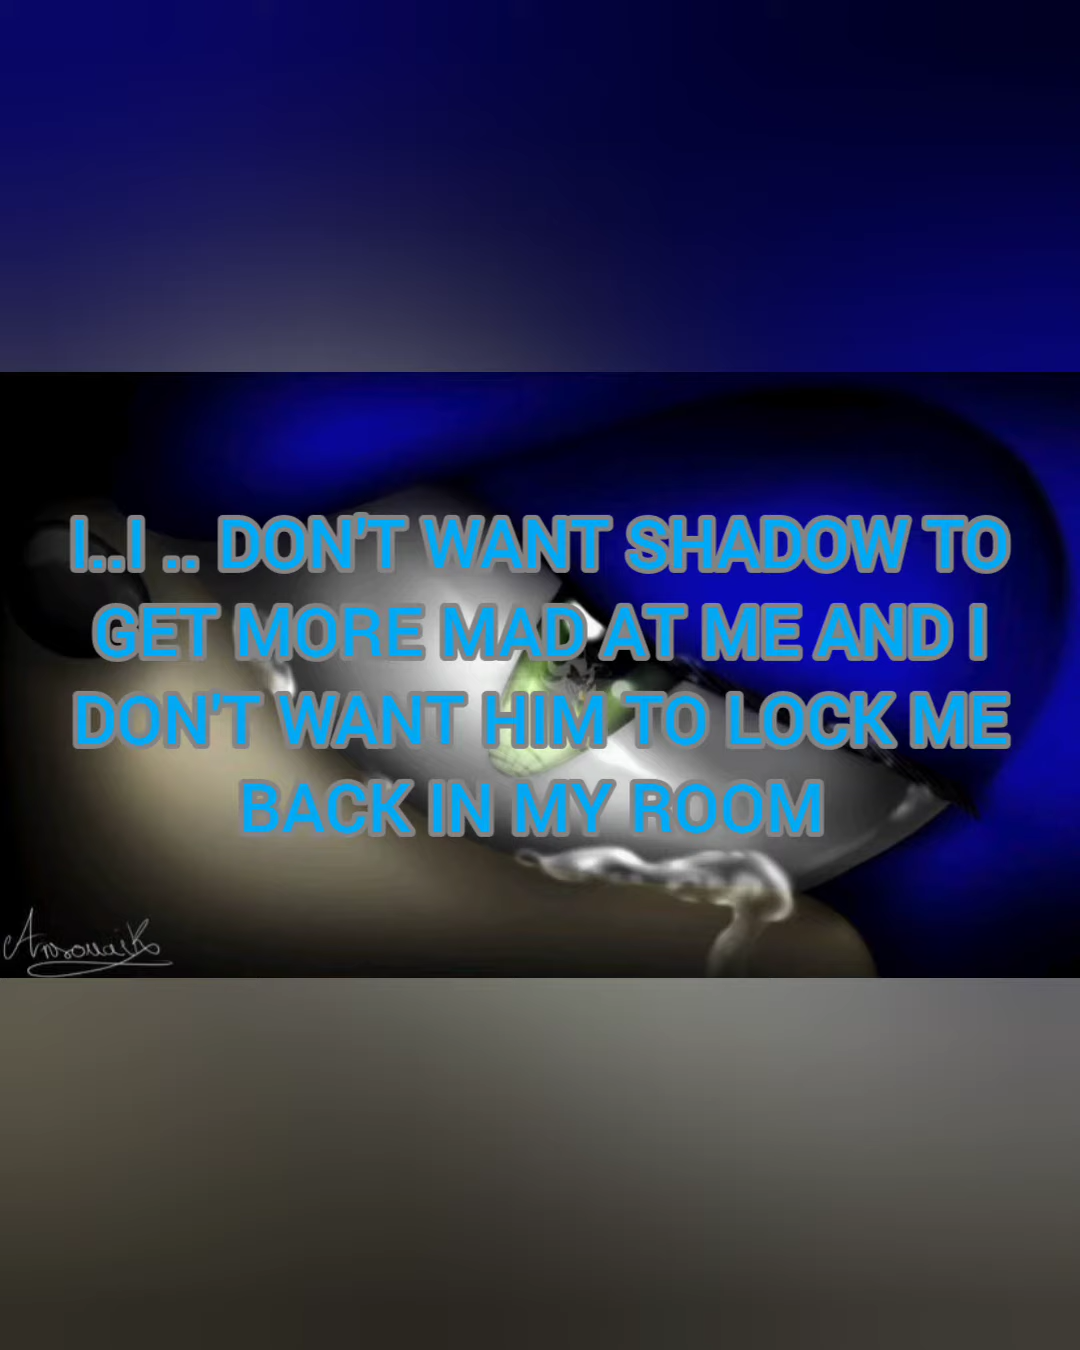 I...I .. DON'T WANT SHADOW TO
GET MORE MAD AT ME AND I
DON'T WANT HIM TO LOCK ME
BACK IN MY ROOM